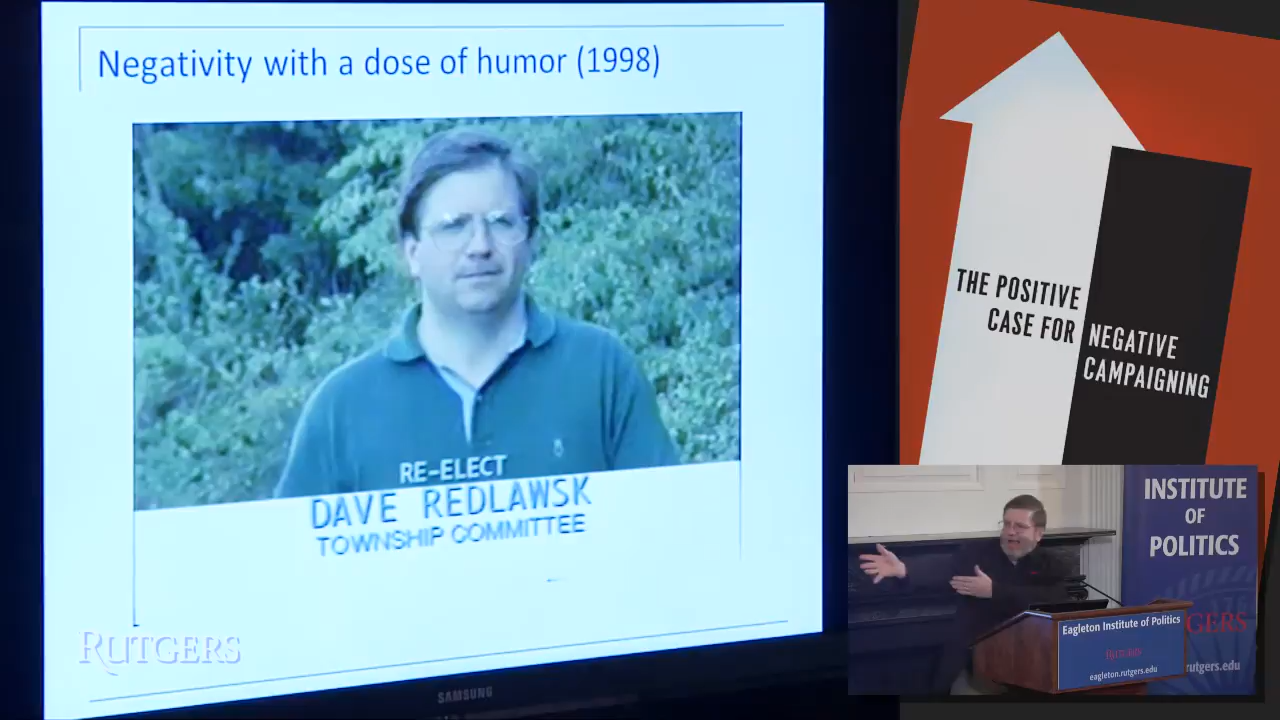 Negativity with a dose of humor (1998)
RE-ELECT
DAVE REDLAWSK
TOWNSHIP COMMITTEE
RUTGERS
SAMSUNG
THE POSITIVE
CASE FOR
NEGATIVE
CAMPAIGNING
INSTITUTE
OF
POLITICS
GERS
rutgers.edu
Eagleton Institute of Politics
eagleton.rutgers.edu